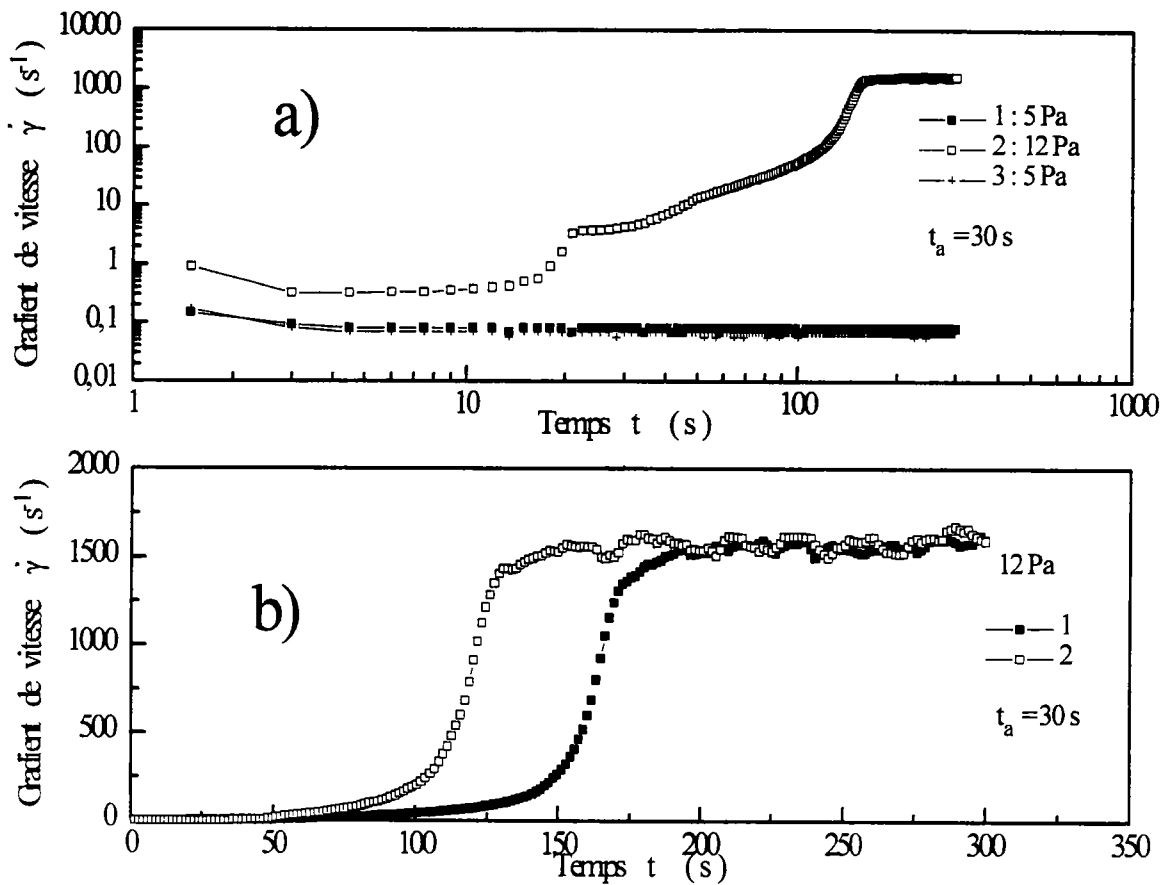 10000
1000
100
10
1
0,1
0,01
Gradient de vitesse γ̇ (s⁻¹)
a)
1 : 5 Pa
2 : 12 Pa
3 : 5 Pa
tₐ = 30 s
1
10
100
1000
Temps t (s)
2000
1500
1000
500
0
Gradient de vitesse γ̇ (s⁻¹)
b)
12 Pa
1
2
tₐ = 30 s
0
50
100
150
200
250
300
350
Temps t (s)